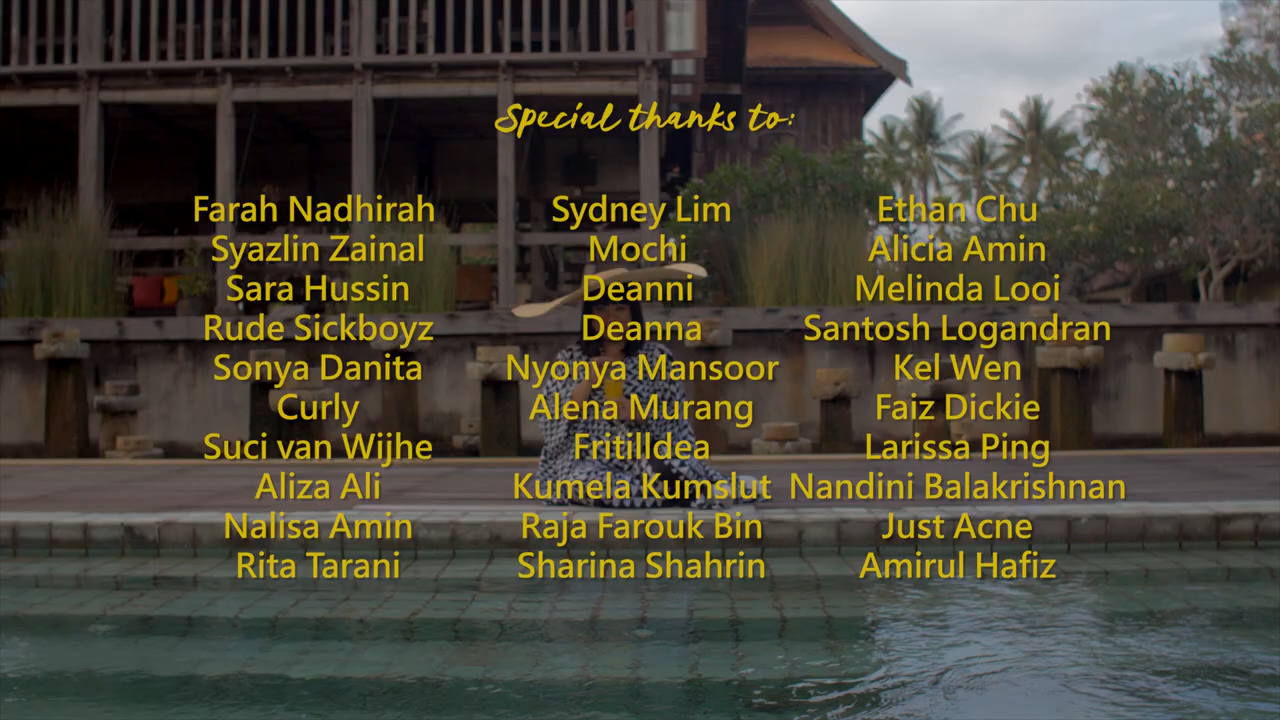 Special thanks to:
Farah Nadhirah
Syazlin Zainal
Sara Hussin
Rude Sickboyz
Sonya Danita
Curly
Suci van Wijhe
Aliza Ali
Nalisa Amin
Rita Tarani
Sydney Lim
Mochi
Deanni
Deanna
Nyonya Mansoor
Alena Murang
Fritilldea
Kumela Kumslut
Raja Farouk Bin
Sharina Shahrin
Ethan Chu
Alicia Amin
Melinda Looi
Santosh Logandran
Kel Wen
Faiz Dickie
Larissa Ping
Nandini Balakrishnan
Just Acne
Amirul Hafiz